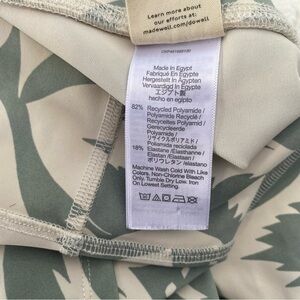 Learn more about
our efforts at:
madewell.com/dowell
Made In Egypt
Fabriqué En Égypte
Hergestellt in Ägypten
Vervaardigd In Egypte
エジプト製
hecho en egipto
82% Recycled Polyamide /
Polyamide Recyclé /
Recyceltes Polyamid /
Gerecycleerde
Polyamide /
リサイクルポリアミド /
Poliamida reciclada
18% Elastane /Elasthanne /
Elastan /Elasthaan /
ポリウレタン /elastano
Machine Wash Cold With Like
Colors. Non-Chlorine Bleach
Only. Tumble Dry Low. Iron
On Lowest Setting.